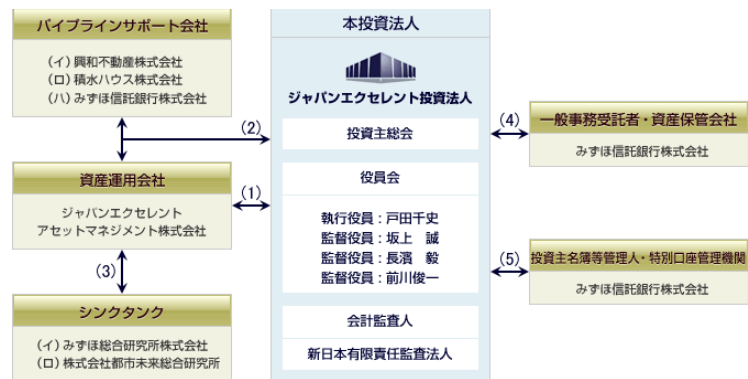 パイプラインサポート会社
(イ)興和不動産株式会社
(ロ)積水ハウス株式会社
(ハ)みずほ信託銀行株式会社
(2)
資産運用会社
ジャパンエクセレント
アセットマネジメント株式会社
(1)
(3)
シンクタンク
(イ)みずほ総合研究所株式会社
(ロ)株式会社都市未来総合研究所
本投資法人
ジャパンエクセレント投資法人
投資主総会
役員会
執行役員:戸田千史
監督役員:坂上 誠
監督役員:長濱 毅
監督役員:前川俊一
会計監査人
新日本有限責任監査法人
(4)
一般事務受託者・資産保管会社
みずほ信託銀行株式会社
(5)
投資主名簿等管理人・特別口座管理機関
みずほ信託銀行株式会社